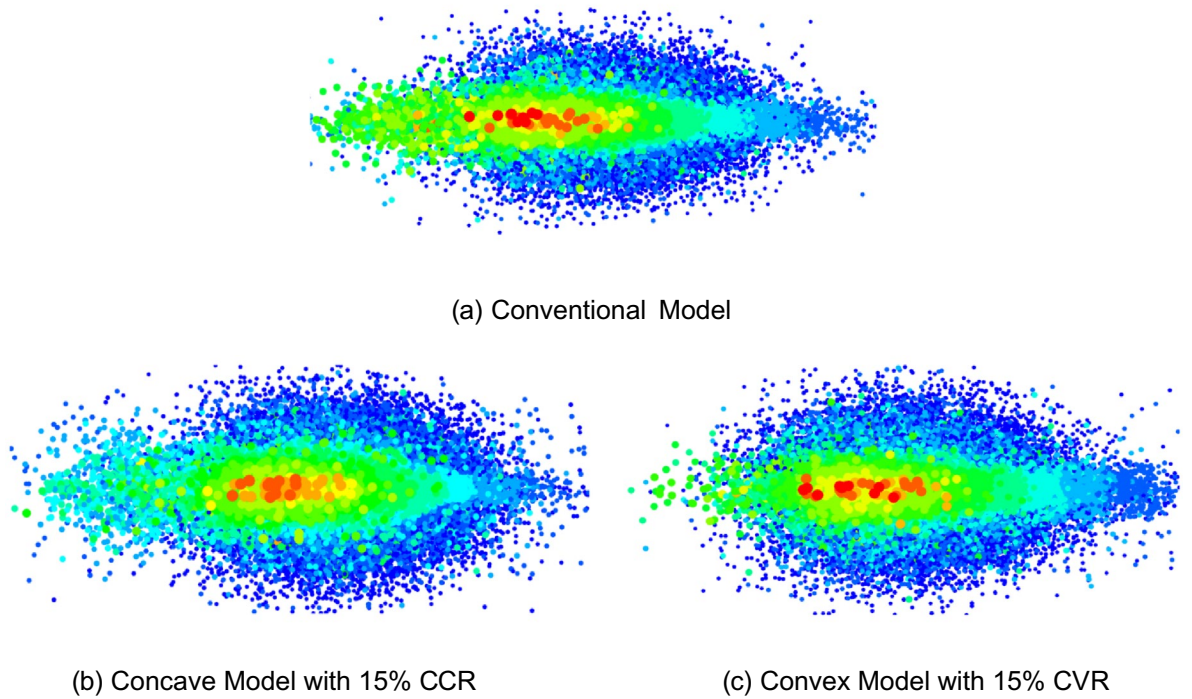 (a) Conventional Model
(b) Concave Model with 15% CCR
(c) Convex Model with 15% CVR